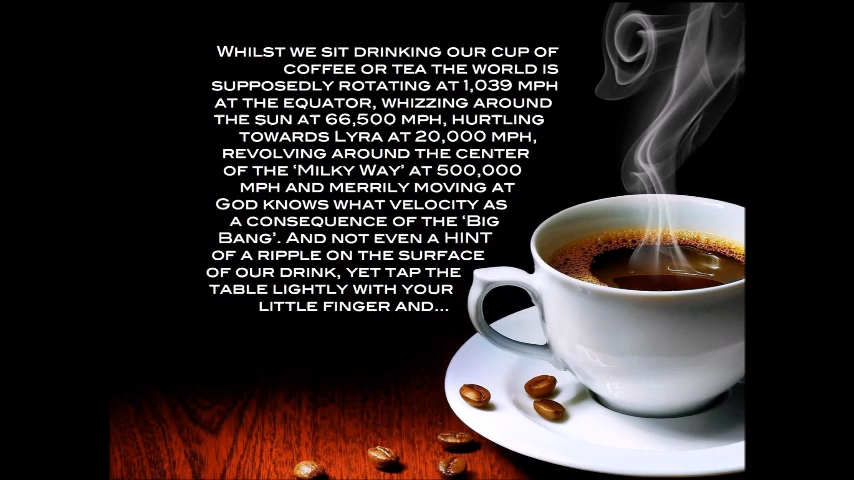 Whilst we sit drinking our cup of
coffee or tea the world is
supposedly rotating at 1,039 mph
at the equator, whizzing around
the sun at 66,500 mph, hurtling
towards Lyra at 20,000 mph,
revolving around the center
of the ‘Milky Way’ at 500,000
mph and merrily moving at
God knows what velocity as
a consequence of the ‘Big
Bang’. And not even a HINT
of a ripple on the surface
of our drink, yet tap the
table lightly with your
little finger and...